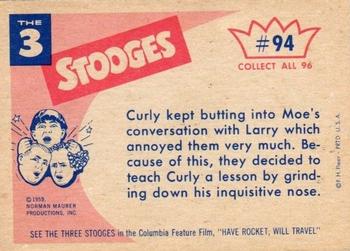 THE
3
STOOGES
#94
COLLECT ALL 96
Curly kept butting into Moe's
conversation with Larry which
annoyed them very much. Be-
cause of this, they decided to
teach Curly a lesson by grind-
ing down his inquisitive nose.
©1959,
NORMAN MAURER
PRODUCTIONS, INC.
© F. H. Fleer - PRTD U.S.A.
SEE THE THREE STOOGES in the Columbia Feature Film, "HAVE ROCKET, WILL TRAVEL"